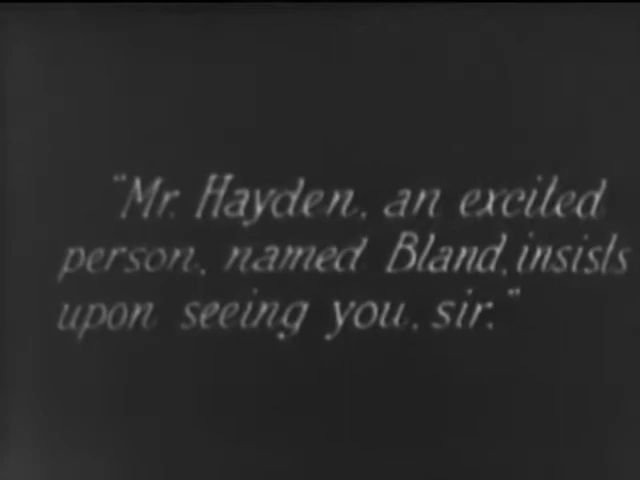 "Mr. Hayden, an excited
person, named Bland, insists
upon seeing you, sir."